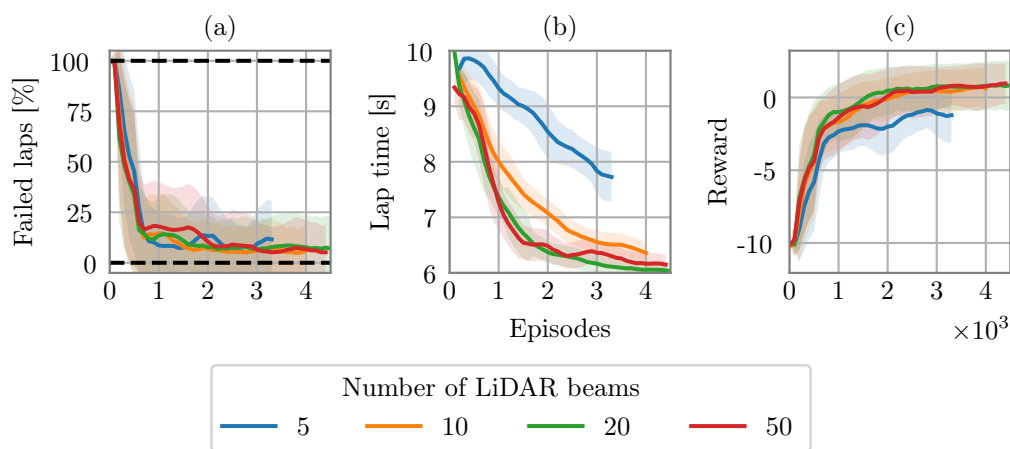 (a) (b) (c)
Failed laps [%]
100
75
50
25
0
0 1 2 3 4
Lap time [s]
10
9
8
7
6
0 1 2 3 4
Reward
0
-5
-10
0 1 2 3 4
Episodes
×10³
Number of LiDAR beams
5 10 20 50